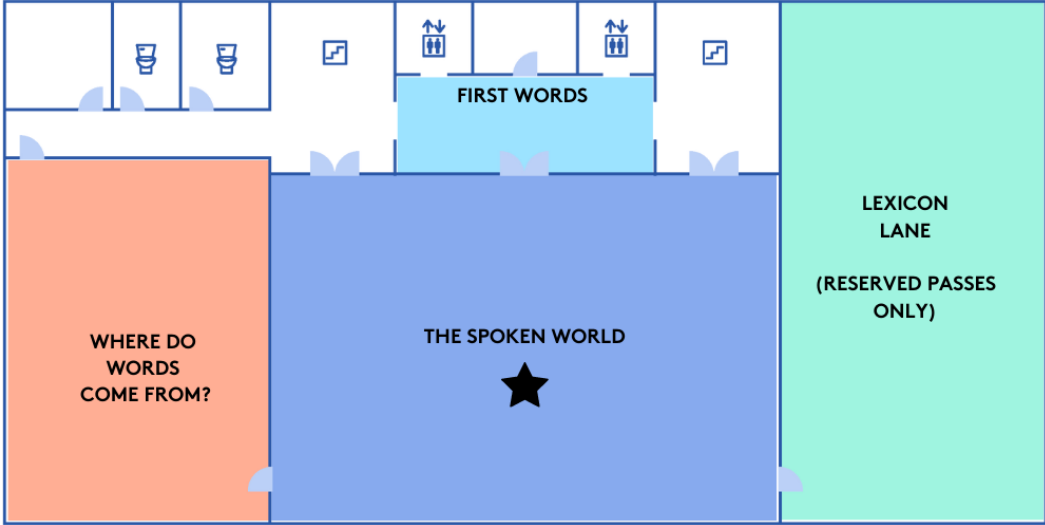 FIRST WORDS
LEXICON
LANE
(RESERVED PASSES
ONLY)
WHERE DO
WORDS
COME FROM?
THE SPOKEN WORLD